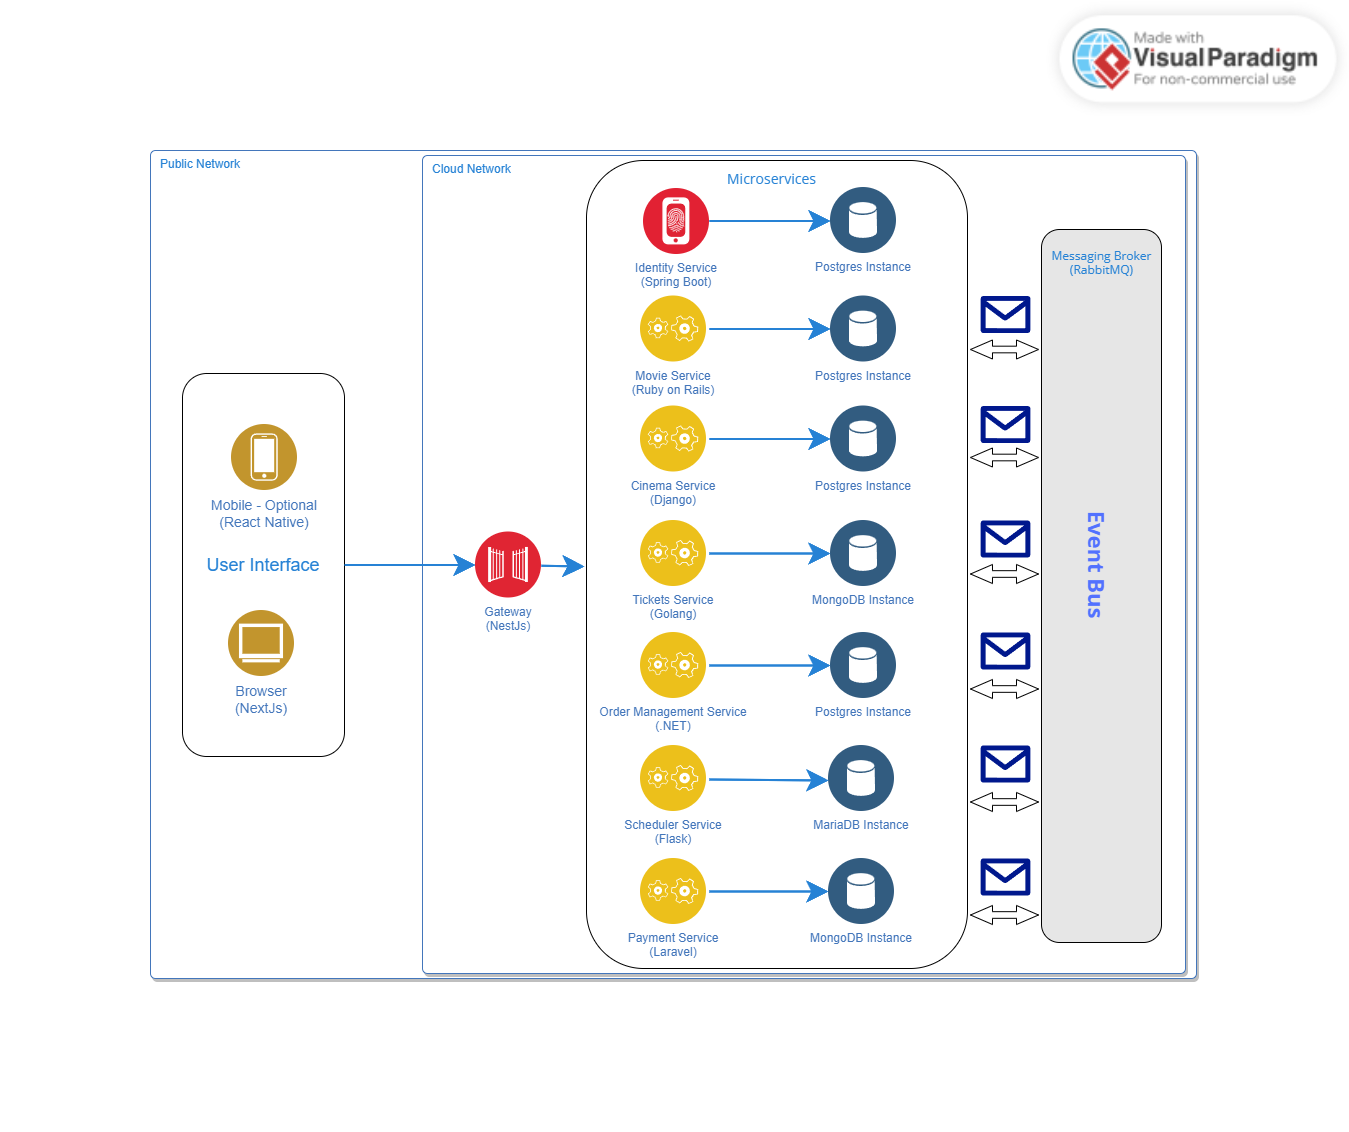 Made with
Visual Paradigm
For non-commercial use
Public Network
Cloud Network
Microservices
Identity Service
(Spring Boot)
Postgres Instance
Messaging Broker
(RabbitMQ)
Movie Service
(Ruby on Rails)
Postgres Instance
Cinema Service
(Django)
Postgres Instance
Mobile - Optional
(React Native)
User Interface
Browser
(NextJs)
Gateway
(NestJs)
Tickets Service
(Golang)
MongoDB Instance
Event Bus
Order Management Service
(.NET)
Postgres Instance
Scheduler Service
(Flask)
MariaDB Instance
Payment Service
(Laravel)
MongoDB Instance